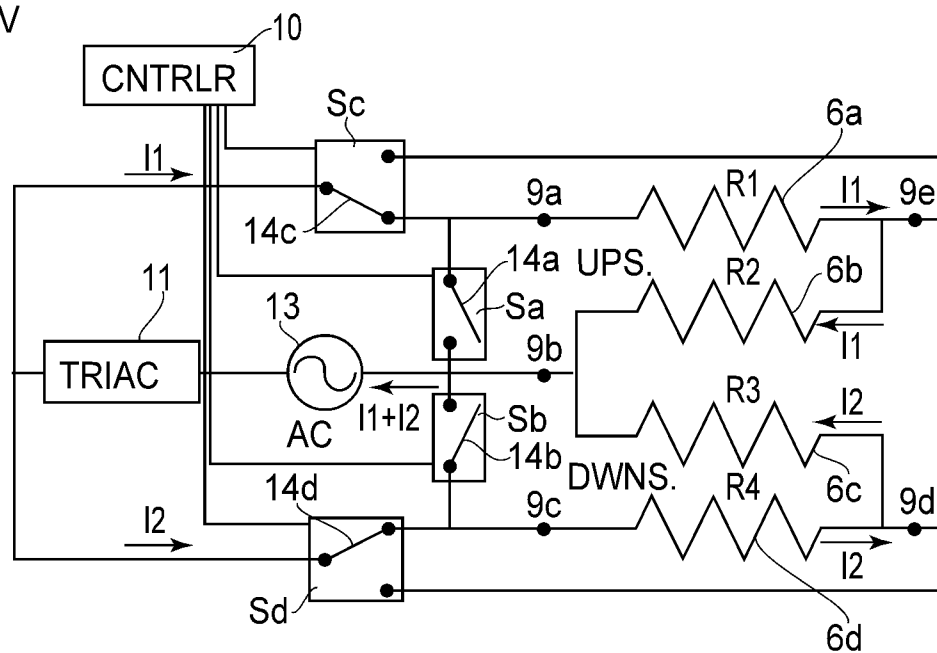 V
10
CNTRLR
Sc
6a
I1
R1
I1
9a
9e
14c
14a
UPS.
R2
6b
11
13
Sa
I1
TRIAC
9b
R3
I2
I1+I2
Sb
AC
14b
DWNS.
6c
14d
9c
R4
9d
I2
I2
Sd
6d